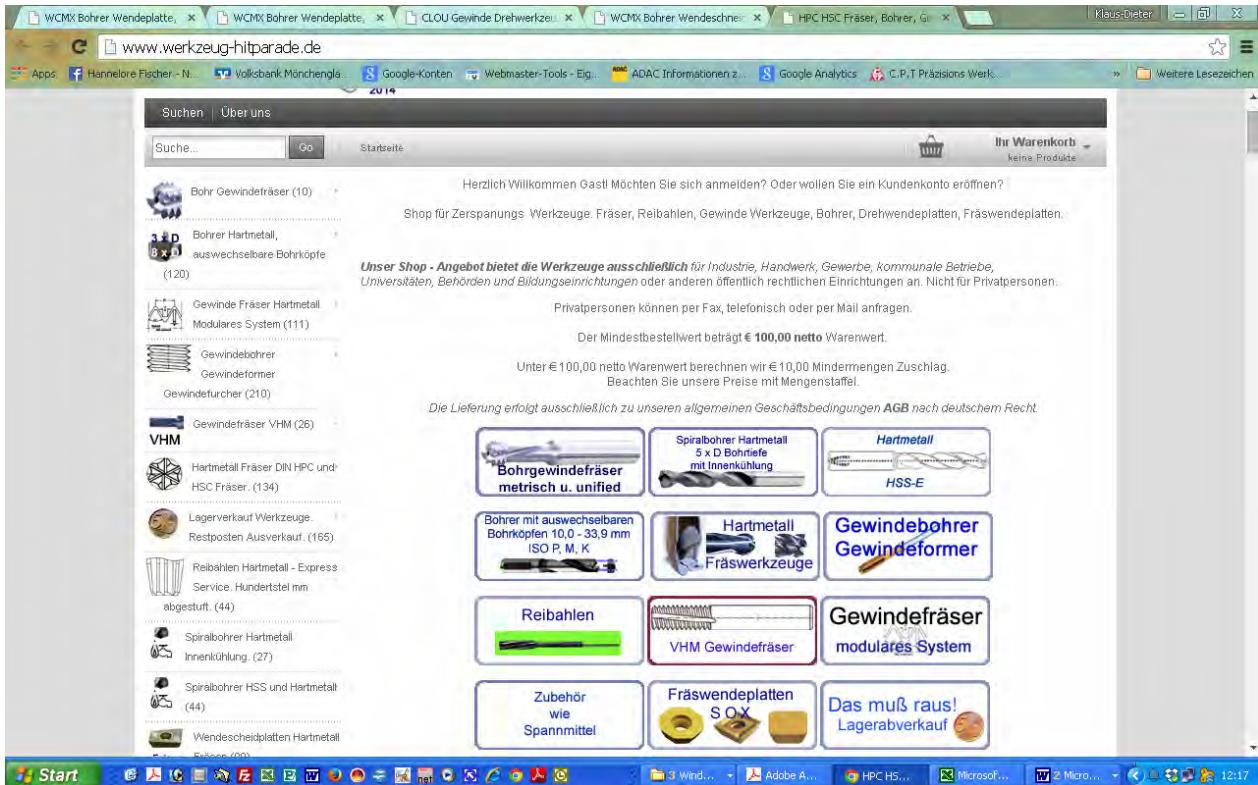 WCMX Bohrer Wendeplatte,
WCMX Bohrer Wendeplatte,
CLOU Gewinde Drehwerkzeu
WCMX Bohrer Wendeschnei
HPC HSC Fräser, Bohrer, Ge
Klaus-Dieter
www.werkzeug-hitparade.de
Apps
Hannelore Fischer - N...
Volksbank Mönchengla...
Google-Konten
Webmaster-Tools - Eig...
ADAC Informationen z...
Google Analytics
C.P.T Präzisions Werk...
»
Weitere Lesezeichen
2014
Suchen | Über uns
Suche...
Go
Startseite
Ihr Warenkorb
keine Produkte
Bohr Gewindefräser (10)
3 x D
8 x D
Bohrer Hartmetall,
auswechselbare Bohrköpfe
(120)
Gewinde Fräser Hartmetall
Modulares System (111)
Gewindebohrer
Gewindeformer
Gewindefurcher (210)
VHM
Gewindefräser VHM (26)
Hartmetall Fräser DIN HPC und
HSC Fräser. (134)
Lagerverkauf Werkzeuge.
Restposten Ausverkauf. (165)
Reibahlen Hartmetall - Express
Service. Hundertstel mm
abgestuft. (44)
Spiralbohrer Hartmetall
Innenkühlung. (27)
Spiralbohrer HSS und Hartmetall
(44)
Wendescheidplatten Hartmetall
Herzlich Willkommen Gast! Möchten Sie sich anmelden? Oder wollen Sie ein Kundenkonto eröffnen?
Shop für Zerspanungs Werkzeuge. Fräser, Reibahlen, Gewinde Werkzeuge, Bohrer, Drehwendeplatten, Fräswendeplatten.
Unser Shop - Angebot bietet die Werkzeuge ausschließlich für Industrie, Handwerk, Gewerbe, kommunale Betriebe,
Universitäten, Behörden und Bildungseinrichtungen oder anderen öffentlich rechtlichen Einrichtungen an. Nicht für Privatpersonen.
Privatpersonen können per Fax, telefonisch oder per Mail anfragen.
Der Mindestbestellwert beträgt € 100,00 netto Warenwert.
Unter € 100,00 netto Warenwert berechnen wir € 10,00 Mindermengen Zuschlag.
Beachten Sie unsere Preise mit Mengenstaffel.
Die Lieferung erfolgt ausschließlich zu unseren allgemeinen Geschäftsbedingungen AGB nach deutschem Recht.
Bohrgewindefräser
metrisch u. unified
Spiralbohrer Hartmetall
5 x D Bohrtiefe
mit Innenkühlung
Hartmetall
HSS-E
Bohrer mit auswechselbaren
Bohrköpfen 10,0 - 33,9 mm
ISO P, M, K
Hartmetall
Fräswerkzeuge
Gewindebohrer
Gewindeformer
Reibahlen
VHM Gewindefräser
Gewindefräser
modulares System
Zubehör
wie
Spannmittel
Fräswendeplatten
S O X
Das muß raus!
Lagerabverkauf
Start
net
3 Wind...
Adobe A...
HPC HS...
Microsof...
2 Micro...
12:17